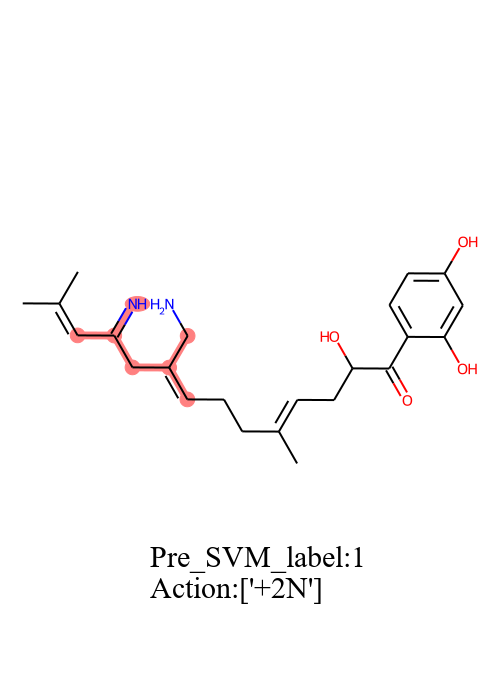 OH
NH H₂N
HO
OH
O
Pre_SVM_label:1
Action:['+2N']